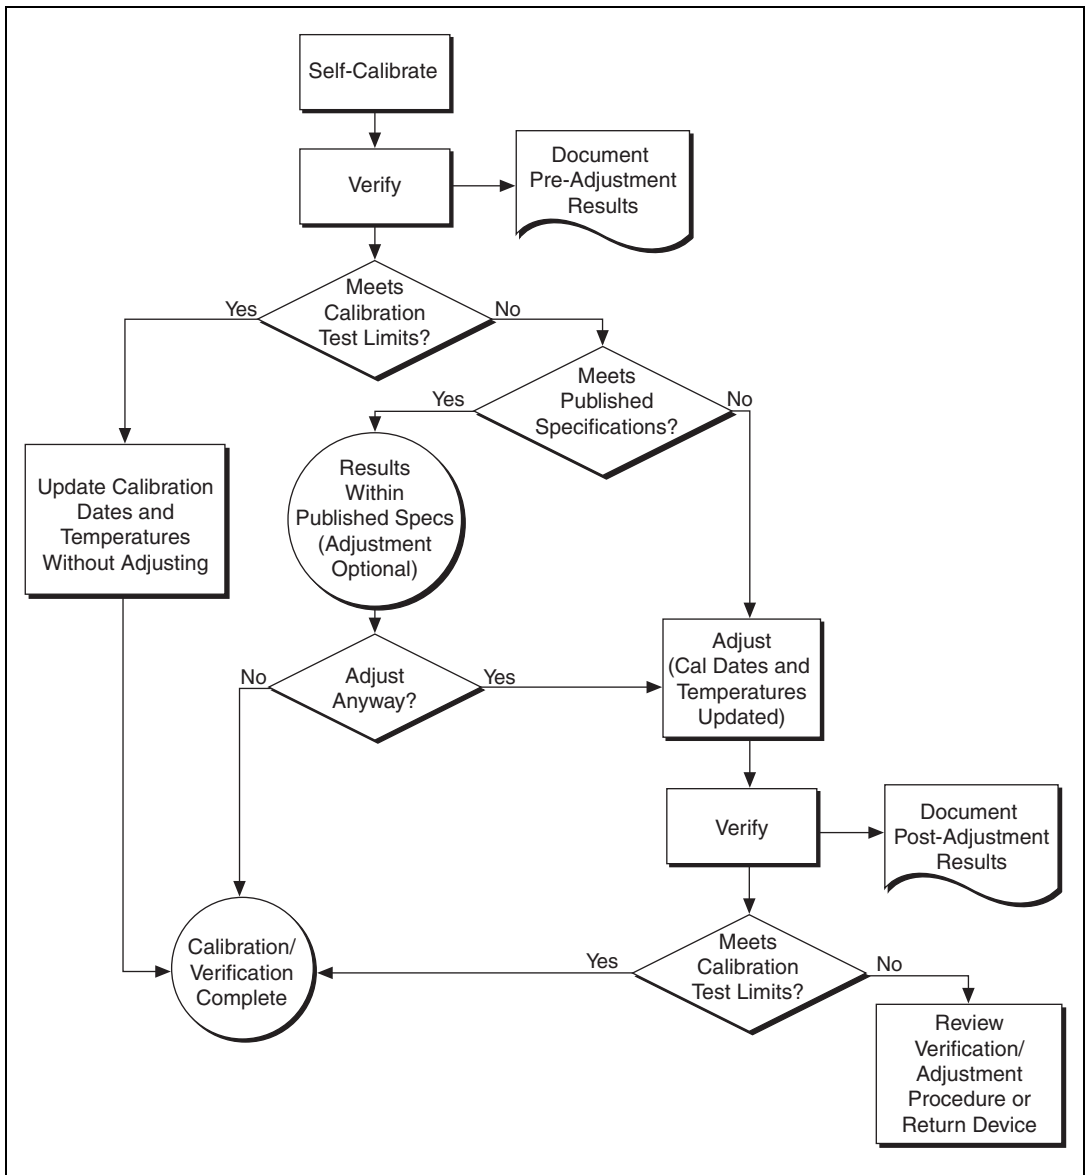 Self-Calibrate
Verify
Document
Pre-Adjustment
Results
Meets
Calibration
Test Limits?
Yes
No
Meets
Published
Specifications?
Yes
No
Update Calibration
Dates and
Temperatures
Without Adjusting
Results
Within
Published Specs
(Adjustment
Optional)
Adjust
Anyway?
No
Yes
Adjust
(Cal Dates and
Temperatures
Updated)
Verify
Document
Post-Adjustment
Results
Meets
Calibration
Test Limits?
Yes
No
Calibration/
Verification
Complete
Review
Verification/
Adjustment
Procedure or
Return Device